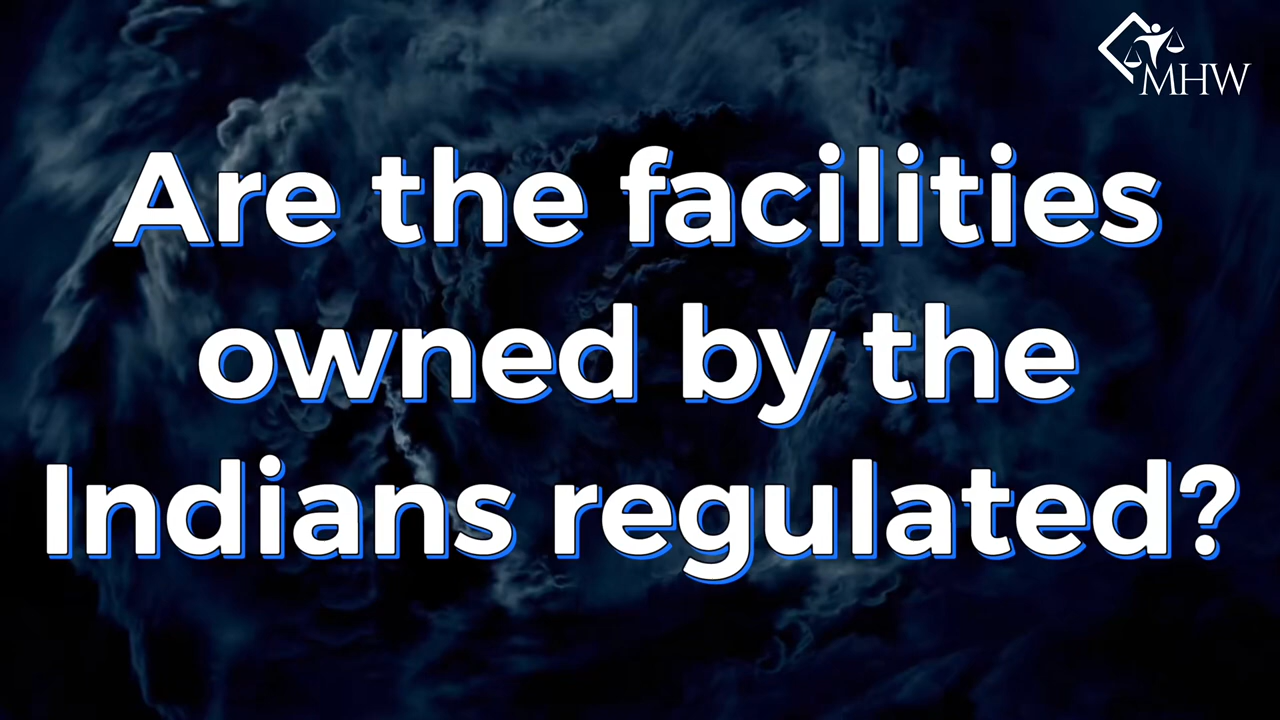 MHW
Are the facilities
owned by the
Indians regulated?